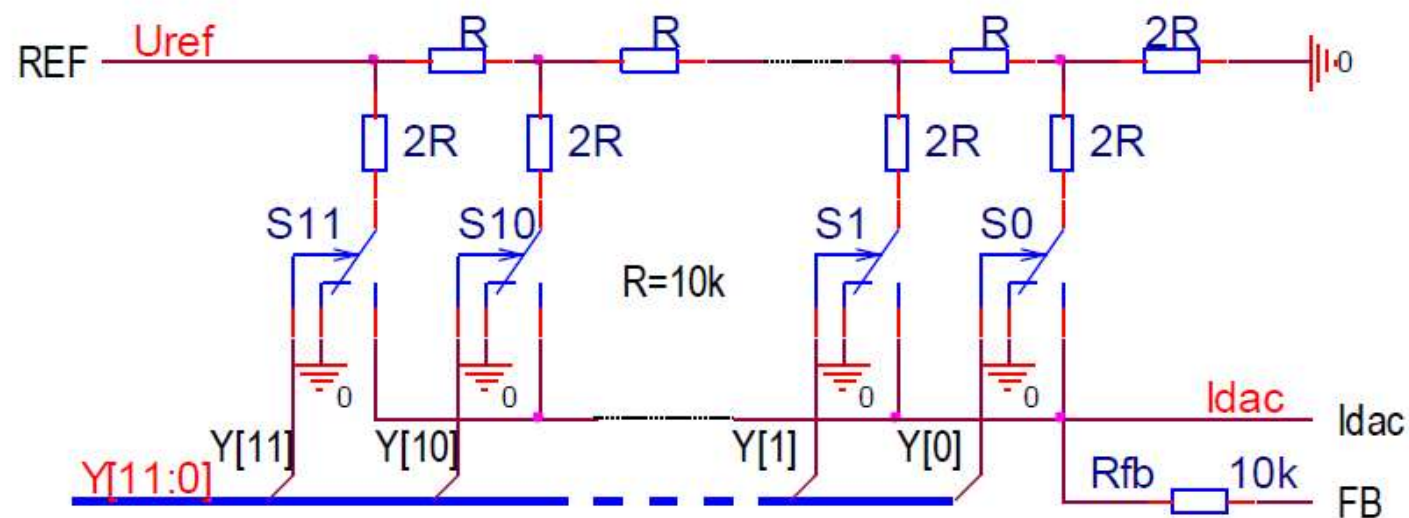 REF Uref R R R 2R 0
2R 2R 2R 2R
S11 S10 S1 S0
R=10k
0 0 0 0
Idac Idac
Y[11] Y[10] Y[1] Y[0]
Y[11:0] Rfb 10k FB